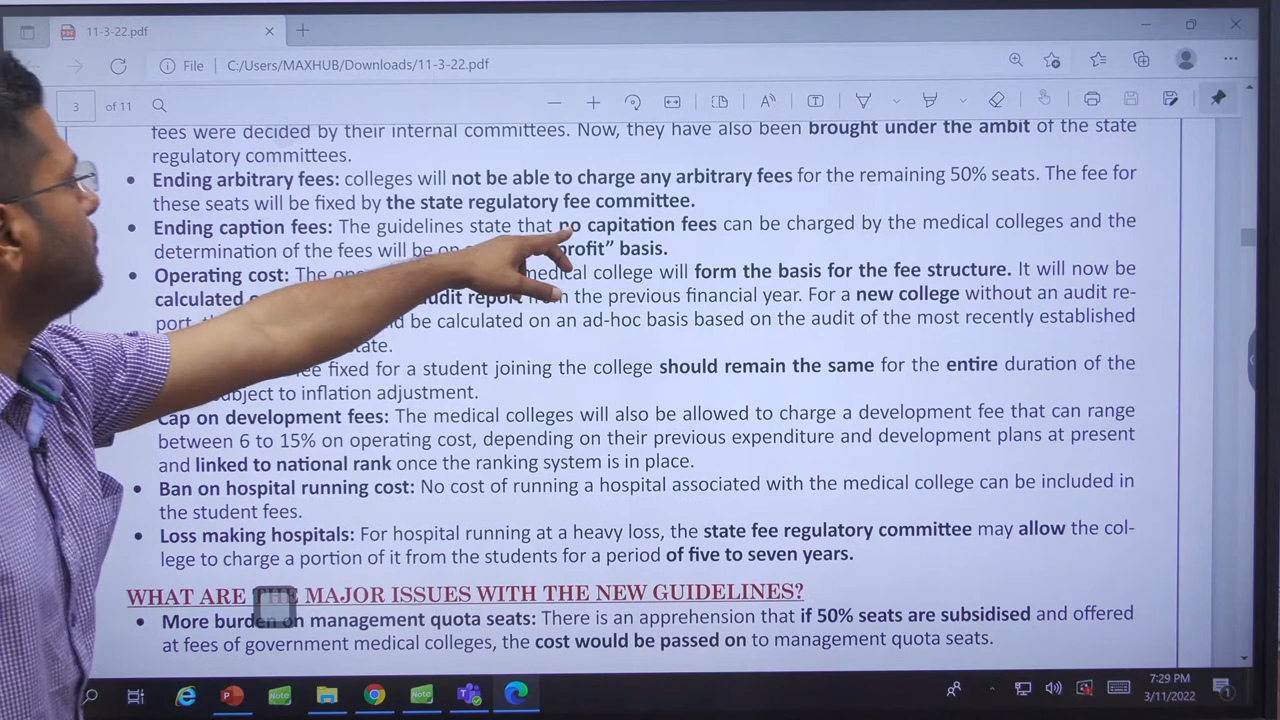 11-3-22.pdf
File C:/Users/MAXHUB/Downloads/11-3-22.pdf
3 of 11
fees were decided by their internal committees. Now, they have also been brought under the ambit of the state
regulatory committees.
• Ending arbitrary fees: colleges will not be able to charge any arbitrary fees for the remaining 50% seats. The fee for
these seats will be fixed by the state regulatory fee committee.
• Ending caption fees: The guidelines state that no capitation fees can be charged by the medical colleges and the
determination of the fees will be profit” basis.
• Operating cost: The medical college will form the basis for the fee structure. It will now be
calculated audit report from the previous financial year. For a new college without an audit re-
be calculated on an ad-hoc basis based on the audit of the most recently established
fixed for a student joining the college should remain the same for the entire duration of the
subject to inflation adjustment.
Cap on development fees: The medical colleges will also be allowed to charge a development fee that can range
between 6 to 15% on operating cost, depending on their previous expenditure and development plans at present
and linked to national rank once the ranking system is in place.
• Ban on hospital running cost: No cost of running a hospital associated with the medical college can be included in
the student fees.
• Loss making hospitals: For hospital running at a heavy loss, the state fee regulatory committee may allow the col-
lege to charge a portion of it from the students for a period of five to seven years.
WHAT ARE THE MAJOR ISSUES WITH THE NEW GUIDELINES?
• More burden on management quota seats: There is an apprehension that if 50% seats are subsidised and offered
at fees of government medical colleges, the cost would be passed on to management quota seats.
Note
Note
7:29 PM
3/11/2022